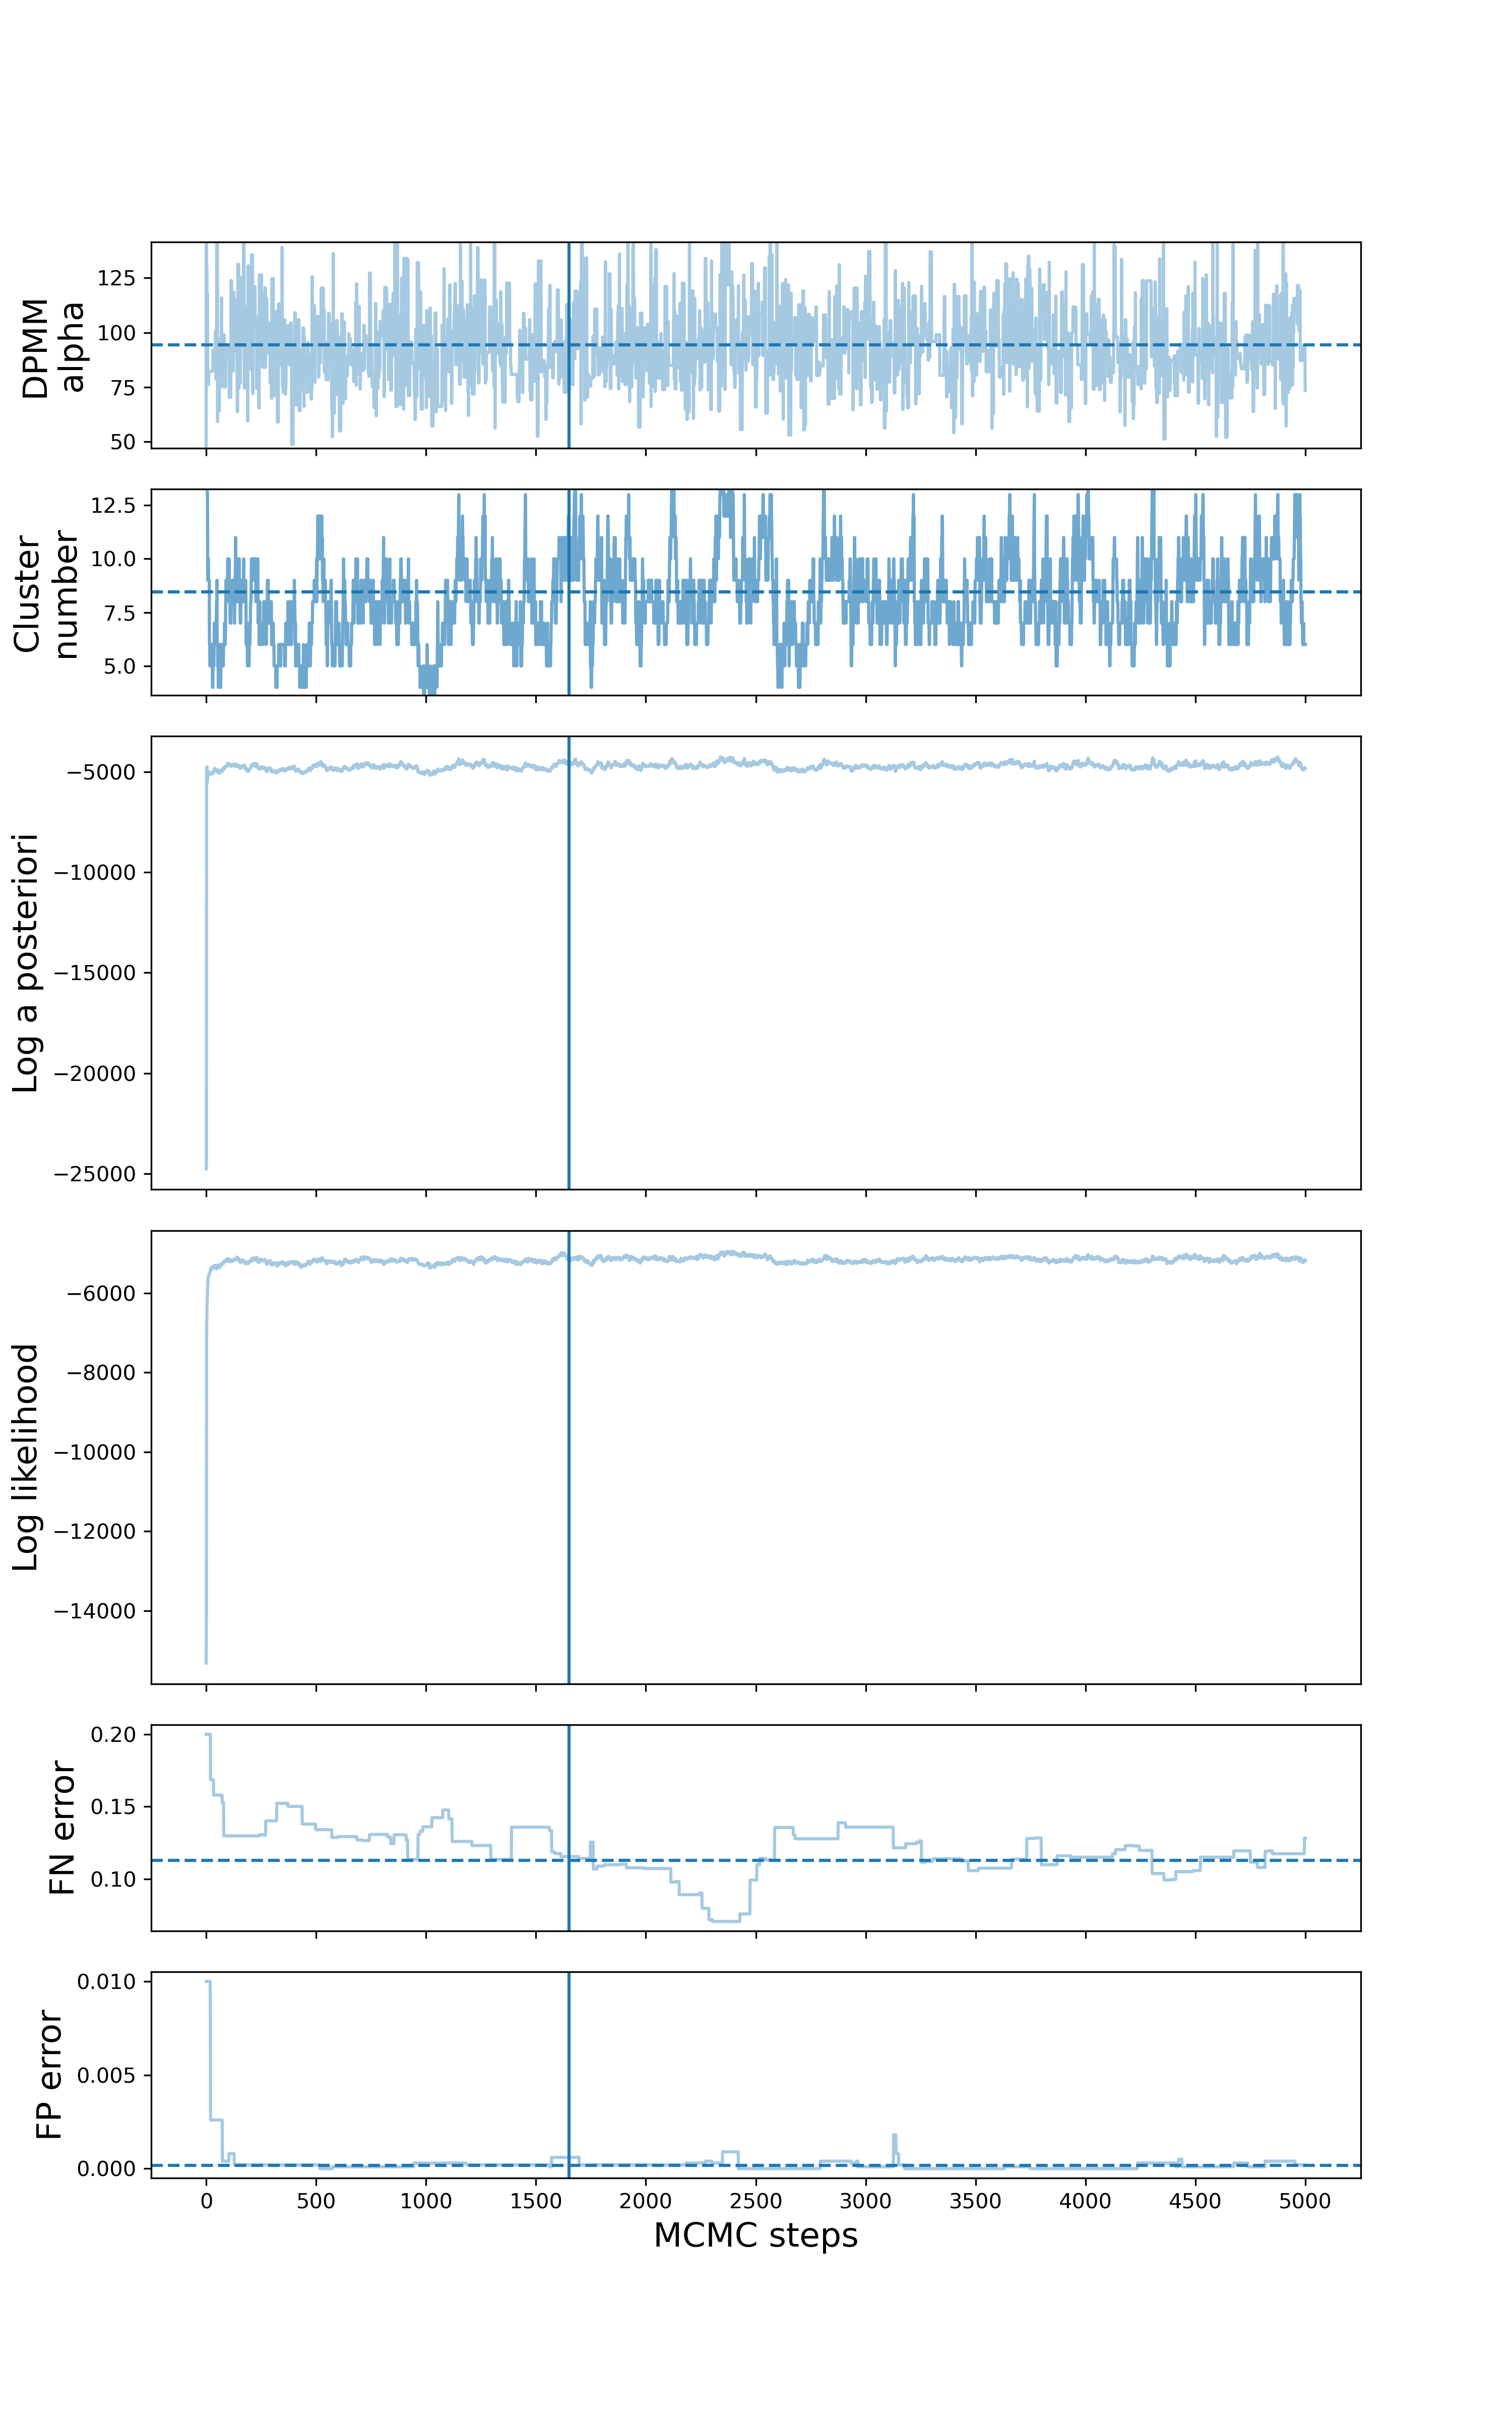 DPMM
alpha
125
100
75
50
Cluster
number
12.5
10.0
7.5
5.0
Log a posteriori
−5000
−10000
−15000
−20000
−25000
Log likelihood
−6000
−8000
−10000
−12000
−14000
FN error
0.20
0.15
0.10
FP error
0.010
0.005
0.000
0 500 1000 1500 2000 2500 3000 3500 4000 4500 5000
MCMC steps